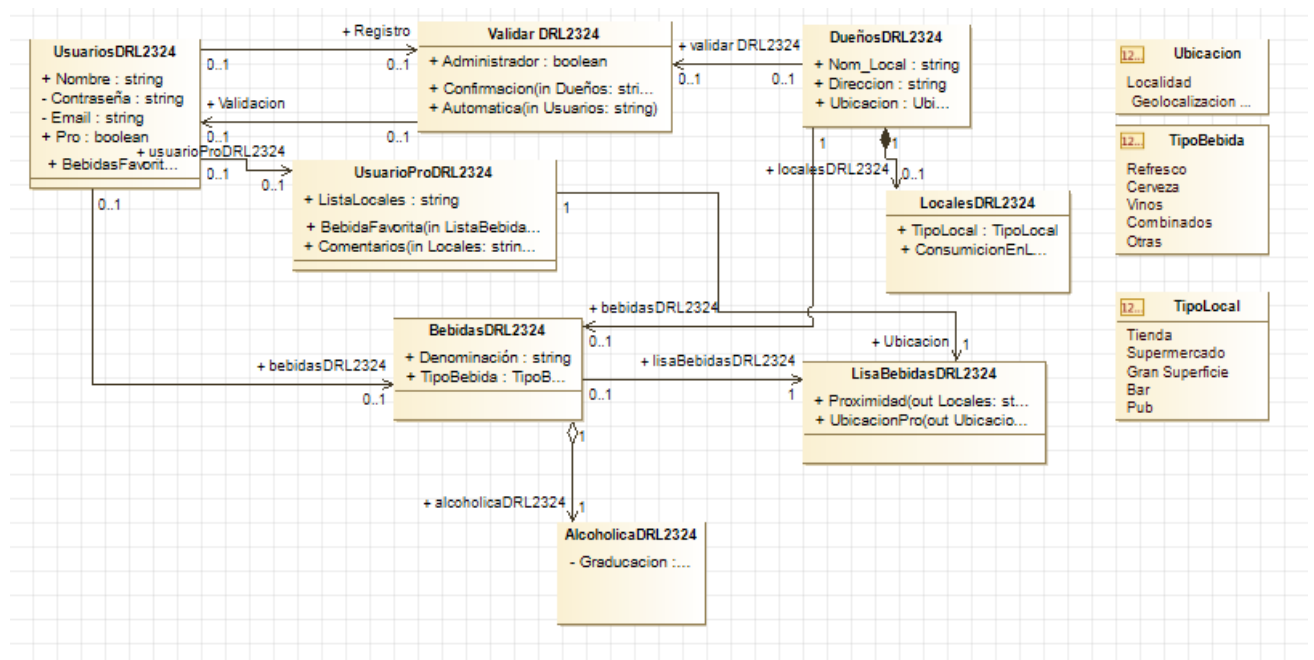 UsuariosDRL2324
+ Nombre : string
- Contraseña : string
- Email : string
+ Pro : boolean
+ BebidasFavorit...
+ Registro
0..1
0..1
+ Validacion
0..1
0..1
+ usuarioProDRL2324
0..1
0..1
0..1
Validar DRL2324
+ Administrador : boolean
+ Confirmacion(in Dueños: stri...
+ Automatica(in Usuarios: string)
+ validar DRL2324
0..1
0..1
DueñosDRL2324
+ Nom_Local : string
+ Direccion : string
+ Ubicacion : Ubi...
1
1
+ localesDRL2324
0..1
UsuarioProDRL2324
+ ListaLocales : string
+ BebidaFavorita(in ListaBebida...
+ Comentarios(in Locales: strin...
1
LocalesDRL2324
+ TipoLocal : TipoLocal
+ ConsumicionEnL...
12... Ubicacion
Localidad
Geolocalizacion ...
12... TipoBebida
Refresco
Cerveza
Vinos
Combinados
Otras
12... TipoLocal
Tienda
Supermercado
Gran Superficie
Bar
Pub
+ bebidasDRL2324
0..1
+ Ubicacion
1
+ bebidasDRL2324
0..1
BebidasDRL2324
+ Denominación : string
+ TipoBebida : TipoB...
+ lisaBebidasDRL2324
0..1
1
LisaBebidasDRL2324
+ Proximidad(out Locales: st...
+ UbicacionPro(out Ubicacio...
1
+ alcoholicaDRL2324
1
AlcoholicaDRL2324
- Graducacion :...